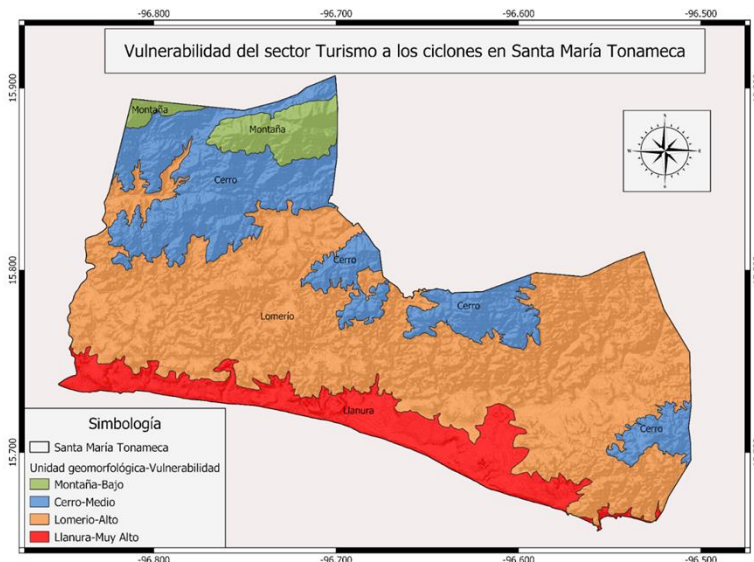 -96.800 -96.700 -96.600 -96.500
Vulnerabilidad del sector Turismo a los ciclones en Santa María Tonameca
15.900
Montaña
Montaña
Cerro
15.800
Cerro
Cerro
Lomerío
Llanura
Cerro
15.700
Simbología
Santa María Tonameca
Unidad geomorfológica-Vulnerabilidad
Montaña-Bajo
Cerro-Medio
Lomerio-Alto
Llanura-Muy Alto
-96.800 -96.700 -96.600 -96.500